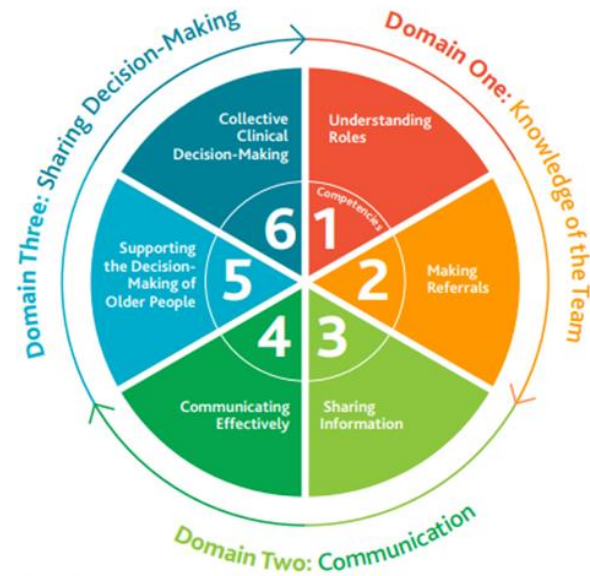 Domain One: Knowledge of the Team
Understanding
Roles
Competencies
1
2
Making
Referrals
3
Sharing
Information
Domain Two: Communication
4
Communicating
Effectively
Domain Three: Sharing Decision-Making
5
Supporting
the Decision-
Making of
Older People
6
Collective
Clinical
Decision-Making